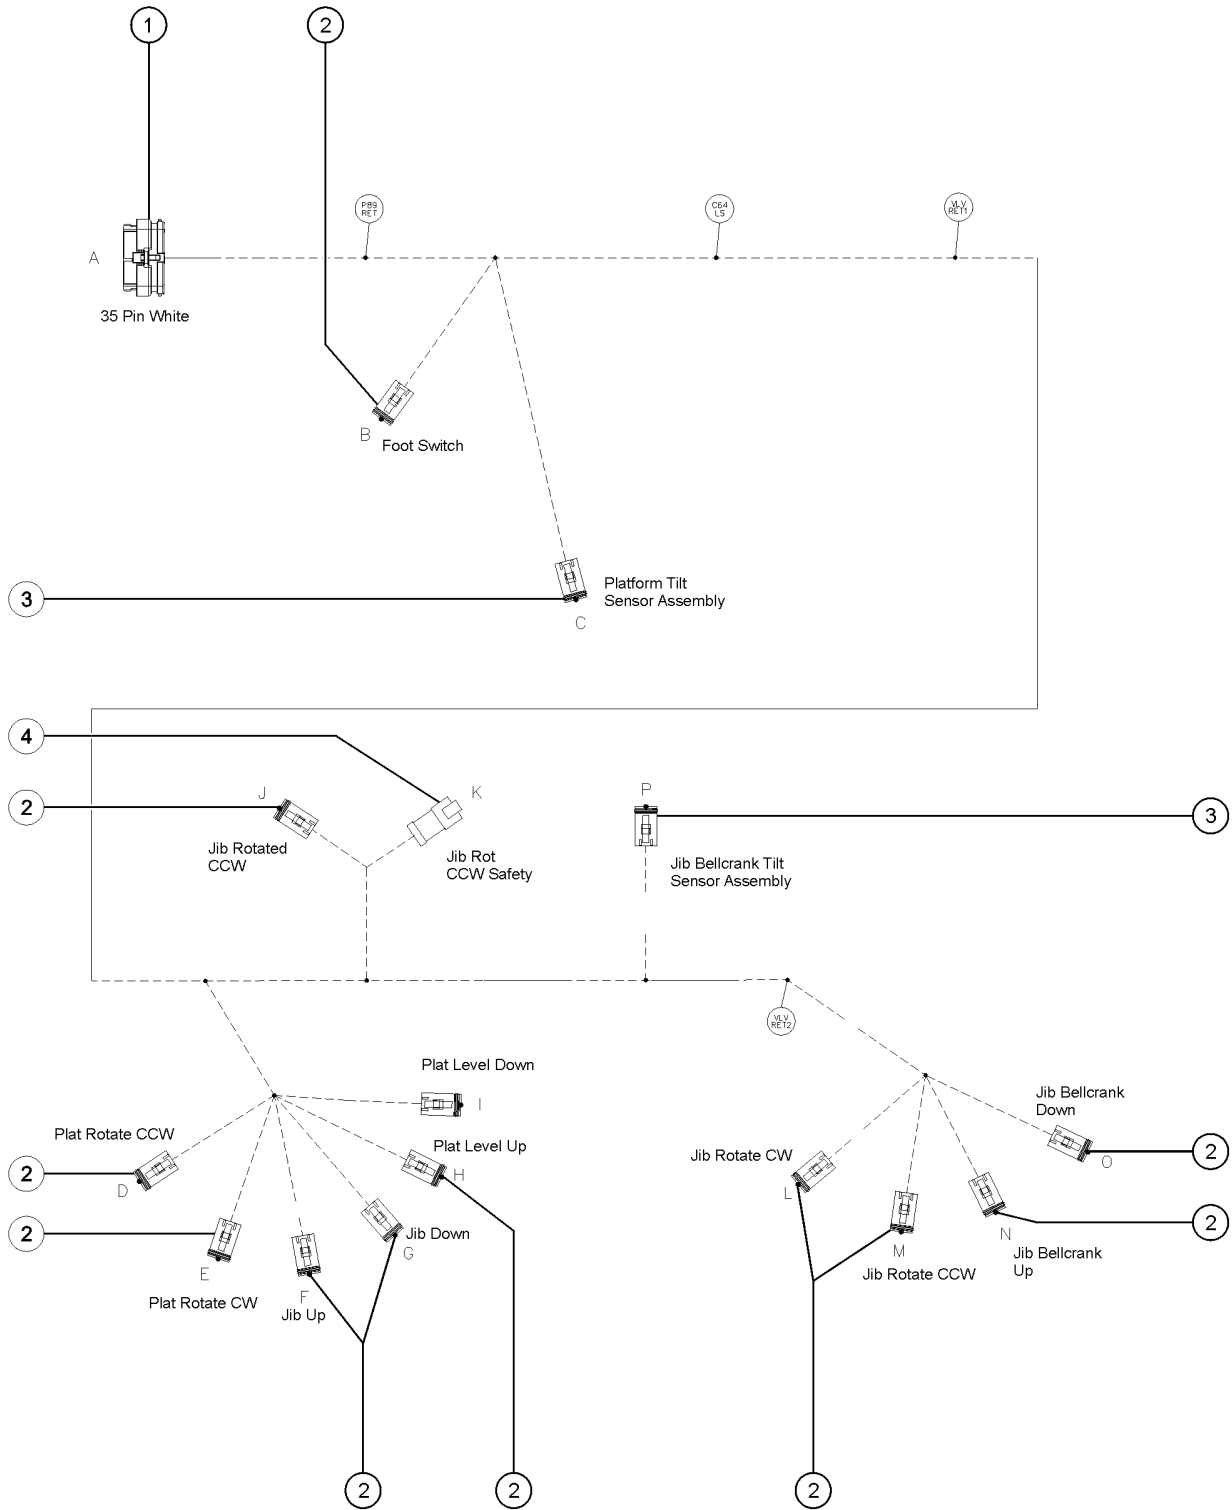 1
2
P89
RET
C64
LS
VLV
RET1
A
35 Pin White
B
Foot Switch
3
Platform Tilt
Sensor Assembly
C
4
2
J
K
P
3
Jib Rotated
CCW
Jib Rot
CCW Safety
Jib Bellcrank Tilt
Sensor Assembly
VLV
RET2
Plat Level Down
I
Jib Bellcrank
Down
Plat Rotate CCW
Plat Level Up
Jib Rotate CW
2
D
H
L
O
2
2
E
G
Jib Down
M
N
2
Plat Rotate CW
F
Jib Up
Jib Rotate CCW
Jib Bellcrank
Up
2
2
2